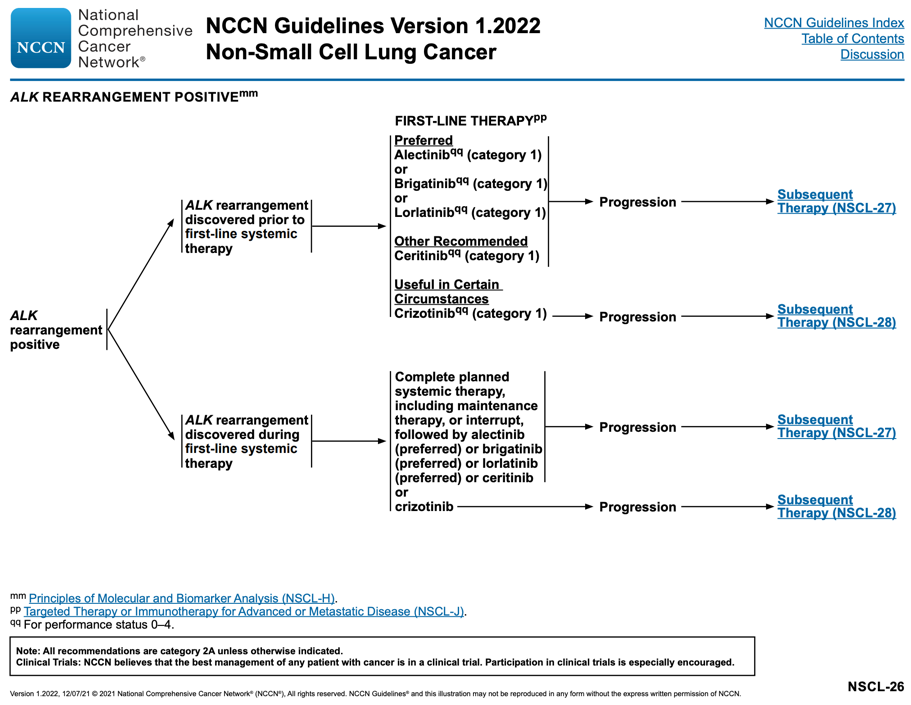 National
Comprehensive
Cancer
Network®
NCCN
NCCN Guidelines Version 1.2022
Non-Small Cell Lung Cancer
NCCN Guidelines Index
Table of Contents
Discussion
ALK REARRANGEMENT POSITIVEmm
FIRST-LINE THERAPYpp
ALK
rearrangement
positive
ALK rearrangement
discovered prior to
first-line systemic
therapy
Preferred
Alectinibqq (category 1)
or
Brigatinibqq (category 1)
or
Lorlatinibqq (category 1)
Other Recommended
Ceritinibqq (category 1)
Progression
Subsequent
Therapy (NSCL-27)
Useful in Certain
Circumstances
Crizotinibqq (category 1)
Progression
Subsequent
Therapy (NSCL-28)
ALK rearrangement
discovered during
first-line systemic
therapy
Complete planned
systemic therapy,
including maintenance
therapy, or interrupt,
followed by alectinib
(preferred) or brigatinib
(preferred) or lorlatinib
(preferred) or ceritinib
or
crizotinib
Progression
Subsequent
Therapy (NSCL-27)
Progression
Subsequent
Therapy (NSCL-28)
mm Principles of Molecular and Biomarker Analysis (NSCL-H).
pp Targeted Therapy or Immunotherapy for Advanced or Metastatic Disease (NSCL-J).
qq For performance status 0–4.
Note: All recommendations are category 2A unless otherwise indicated.
Clinical Trials: NCCN believes that the best management of any patient with cancer is in a clinical trial. Participation in clinical trials is especially encouraged.
NSCL-26
Version 1.2022, 12/07/21 © 2021 National Comprehensive Cancer Network® (NCCN®), All rights reserved. NCCN Guidelines® and this illustration may not be reproduced in any form without the express written permission of NCCN.